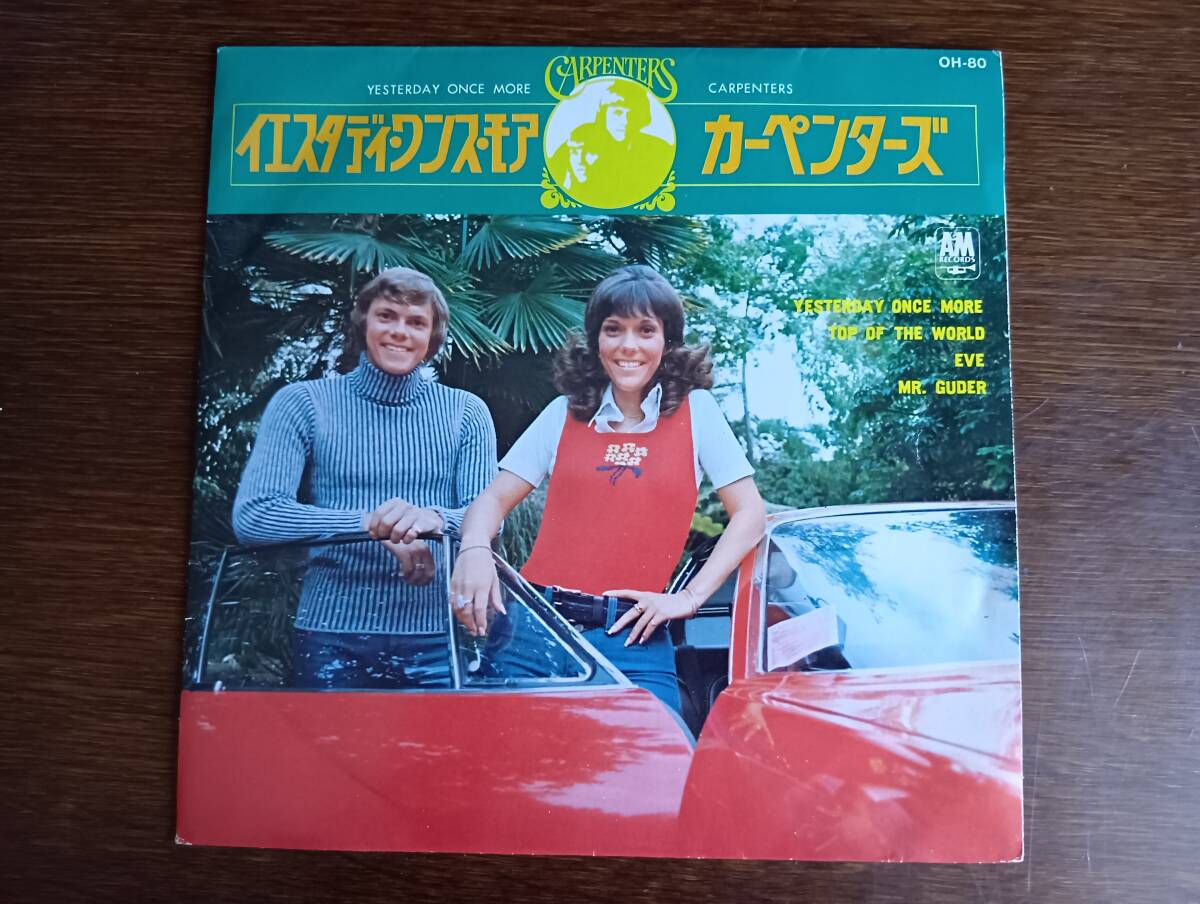 OH-80
CARPENTERS
YESTERDAY ONCE MORE
CARPENTERS
イエスタデイ・ワンス・モア
カーペンターズ
A&M
RECORDS
YESTERDAY ONCE MORE
TOP OF THE WORLD
EVE
MR. GUDER